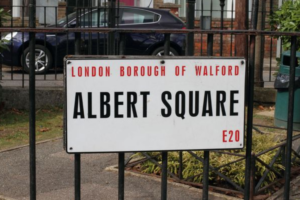 LONDON BOROUGH OF WALFORD
ALBERT SQUARE
E20